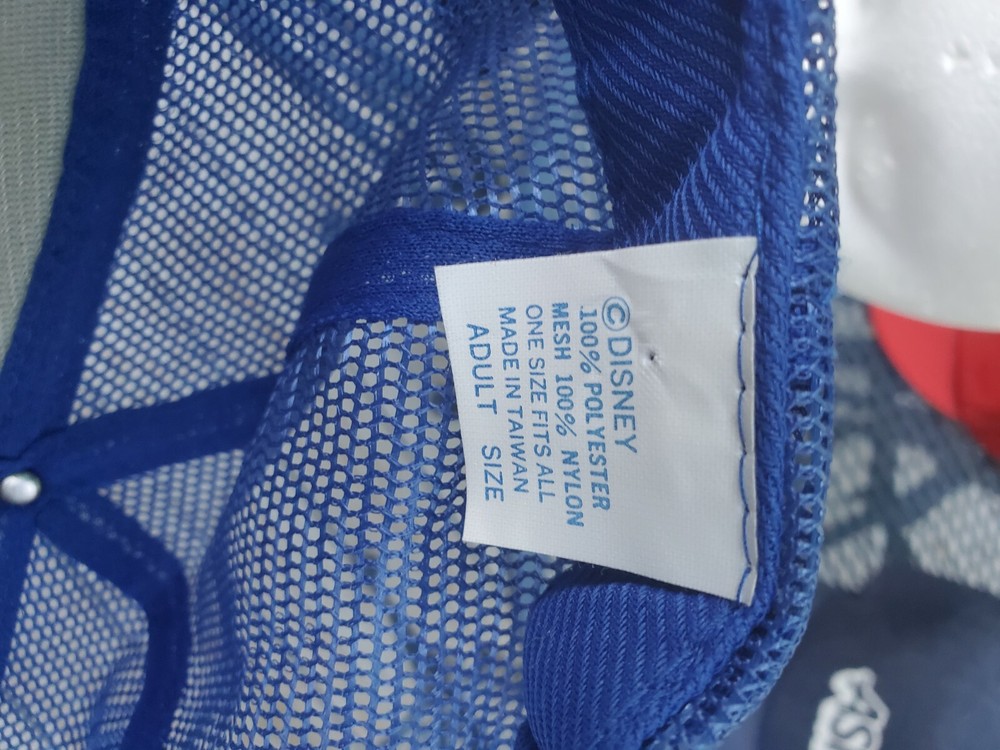 © DISNEY
100% POLYESTER
MESH 100% NYLON
ONE SIZE FITS ALL
MADE IN TAIWAN
ADULT SIZE